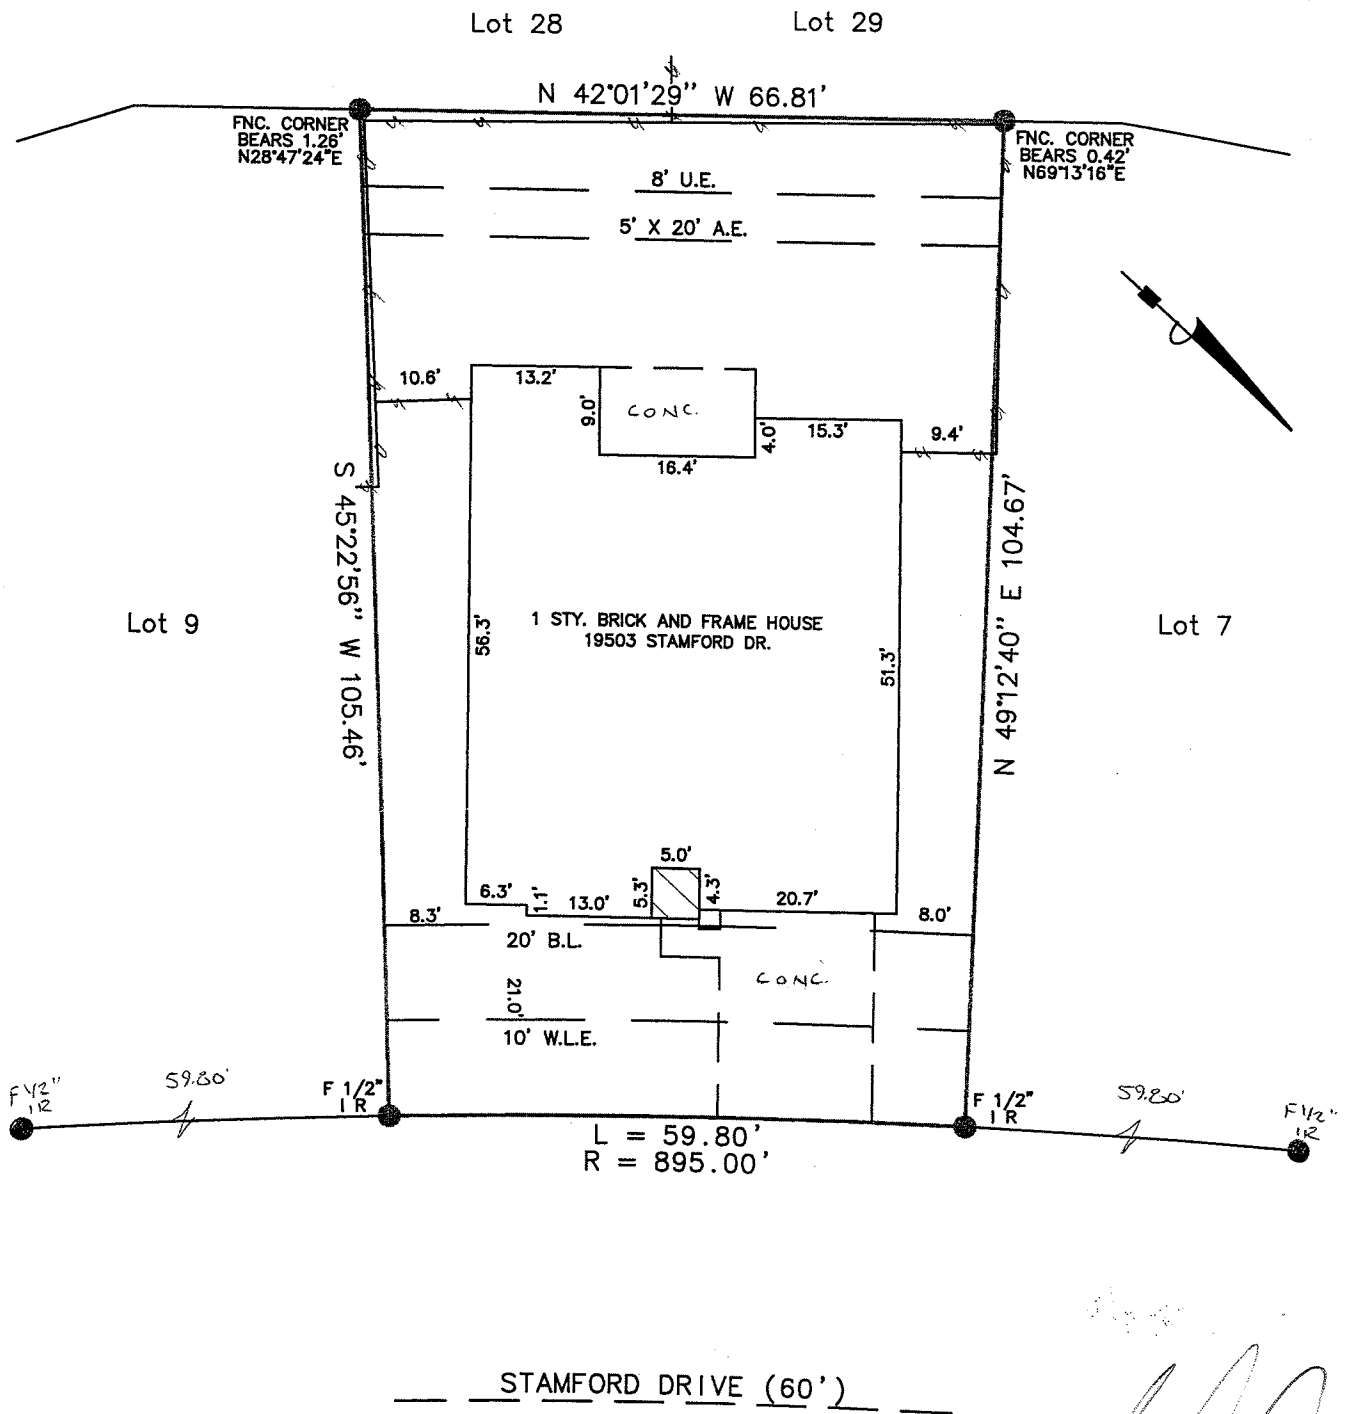 Lot 28
Lot 29
N 42°01'29" W 66.81'
FNC. CORNER
BEARS 1.26'
N28°47'24"E
FNC. CORNER
BEARS 0.42'
N69°13'16"E
8' U.E.
5' X 20' A.E.
10.6'
13.2'
9.0'
CONC.
16.4'
4.0'
15.3'
9.4'
S 45°22'56" W 105.46'
N 49°12'40" E 104.67'
Lot 9
Lot 7
56.3'
1 STY. BRICK AND FRAME HOUSE
19503 STAMFORD DR.
51.3'
5.0'
6.3'
1.1'
13.0'
5.3'
4.3'
20.7'
8.3'
8.0'
20' B.L.
CONC.
21.0'
10' W.L.E.
F 1/2"
IR
59.80'
F 1/2"
I R
F 1/2"
I R
59.80'
F 1/2"
IR
L = 59.80'
R = 895.00'
STAMFORD DRIVE (60')